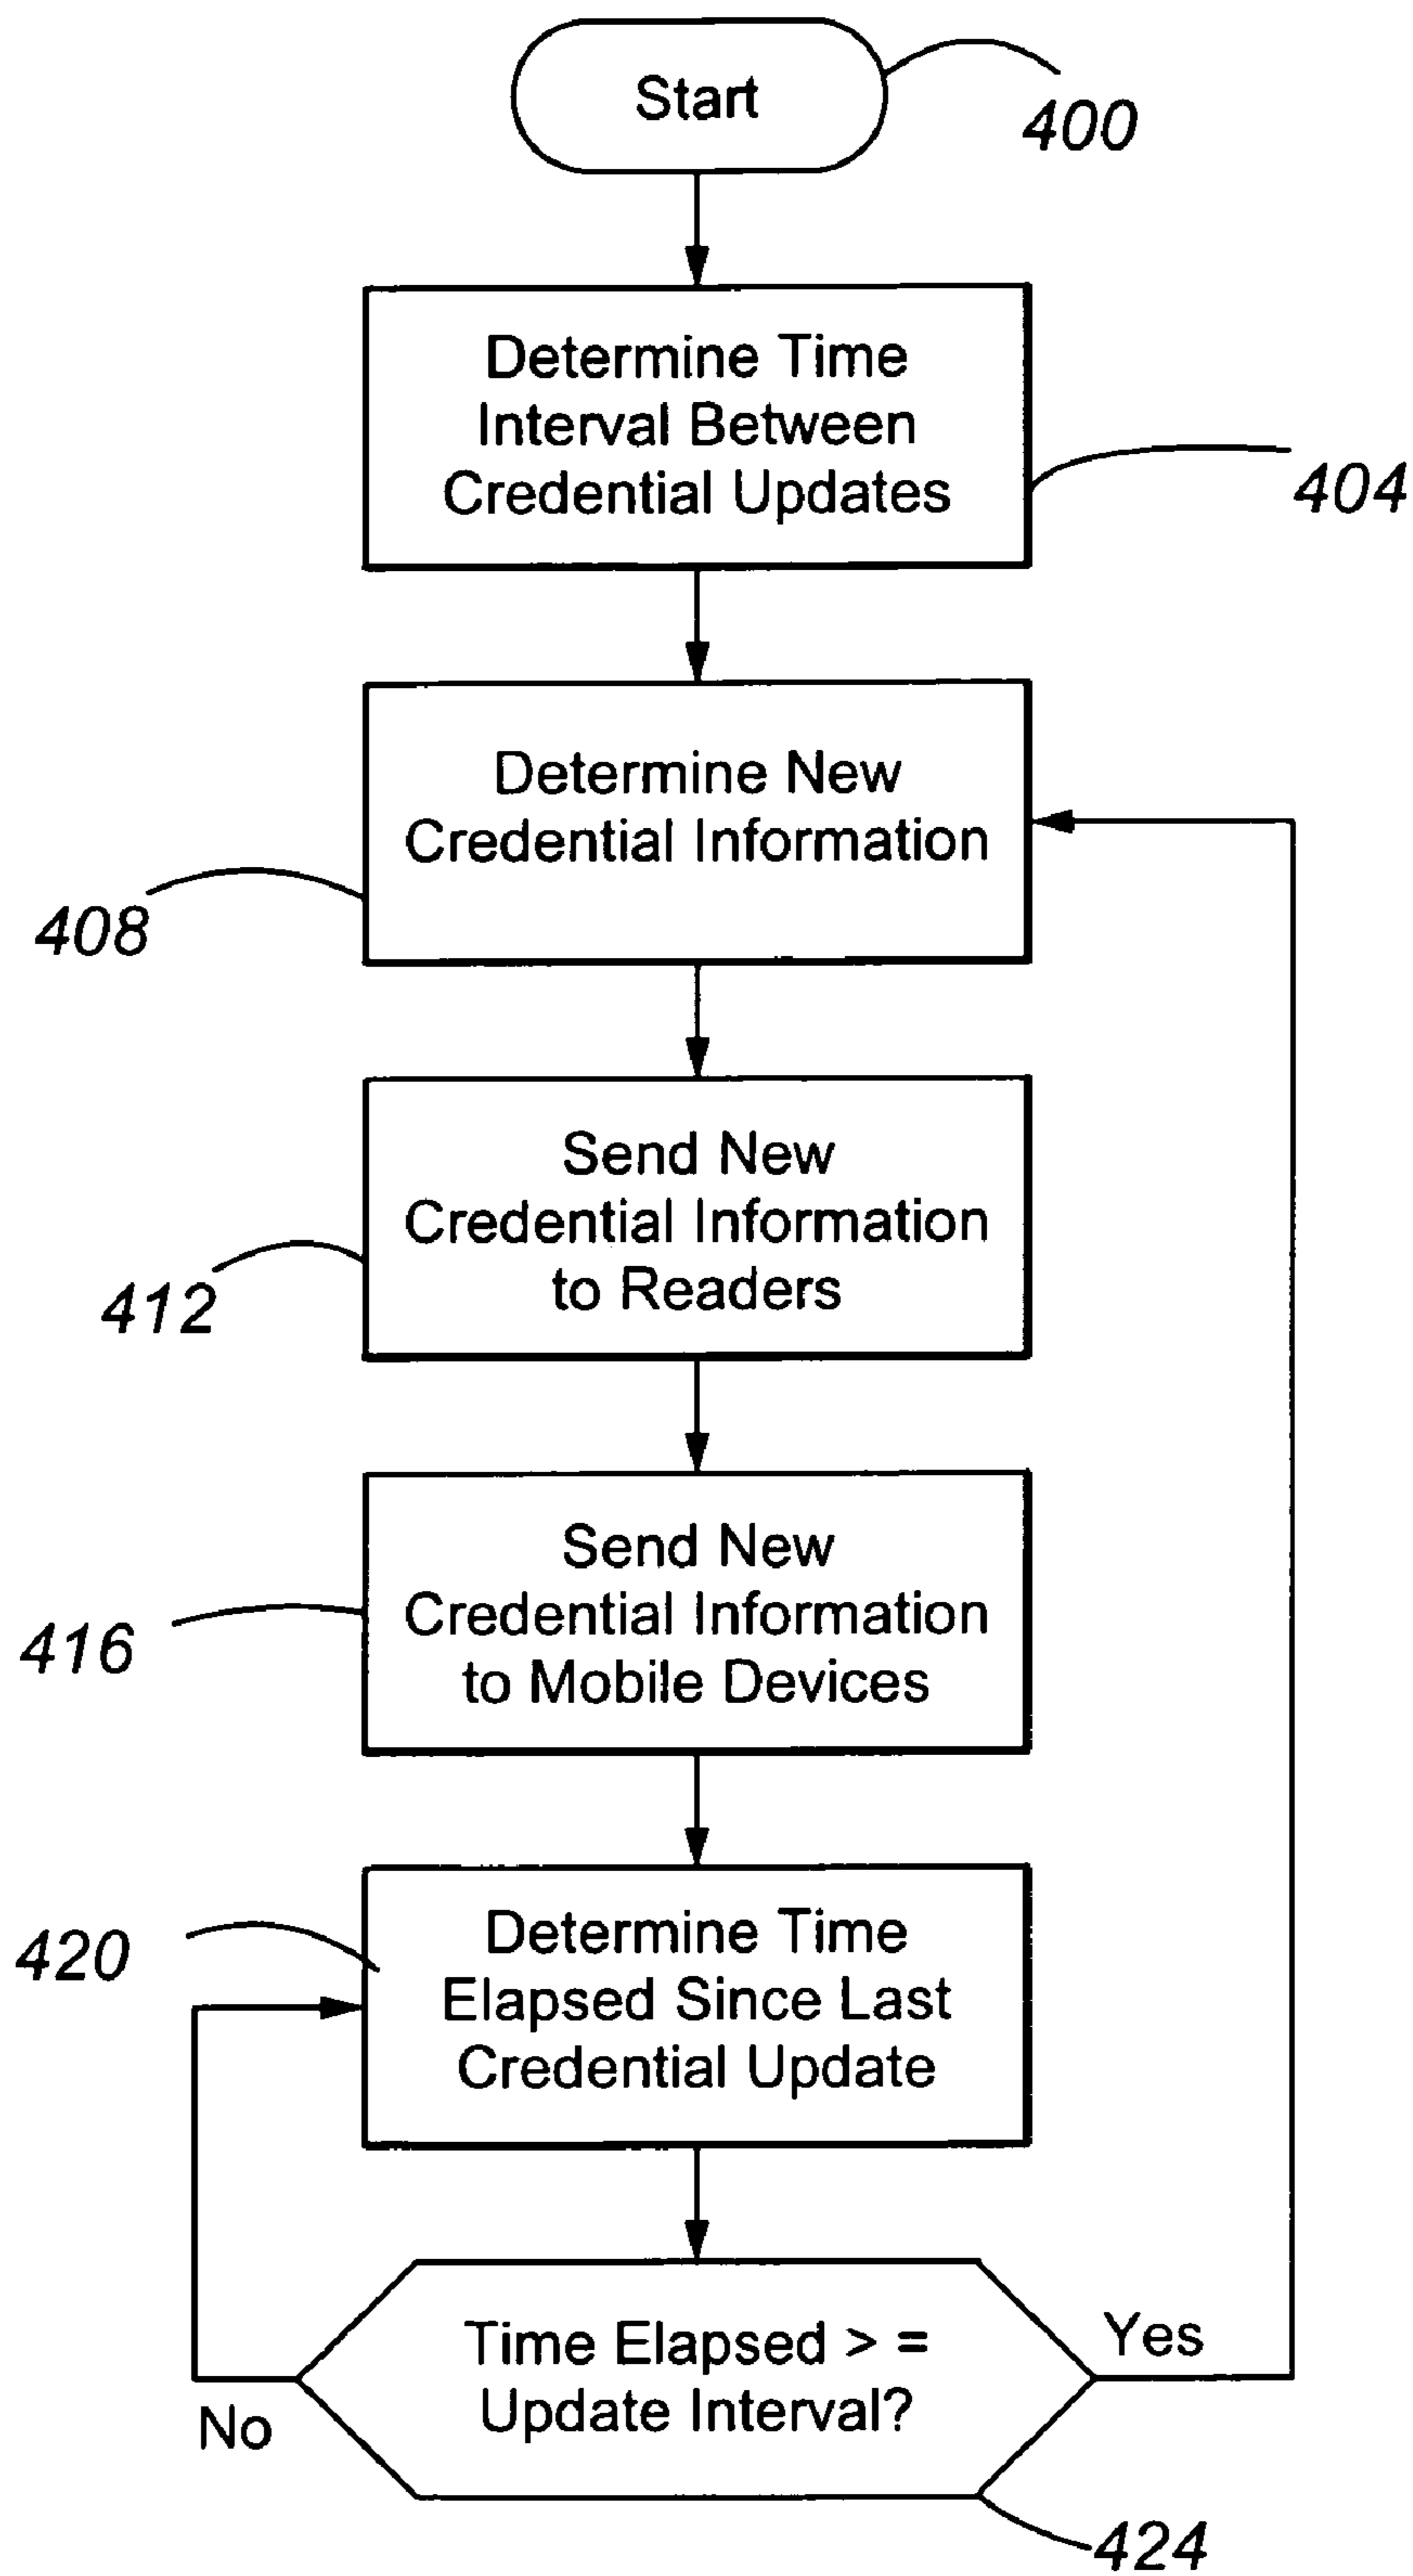 Start
400
Determine Time
Interval Between
Credential Updates
404
Determine New
Credential Information
408
Send New
Credential Information
to Readers
412
Send New
Credential Information
to Mobile Devices
416
Determine Time
Elapsed Since Last
Credential Update
420
Time Elapsed > =
Update Interval?
Yes
No
424